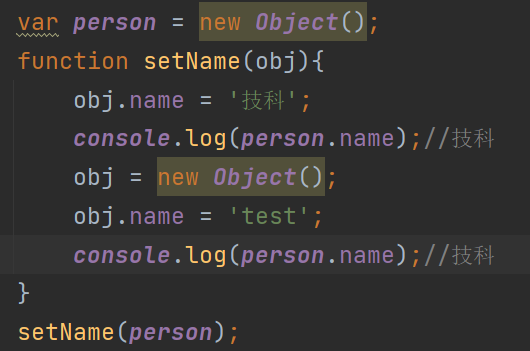 var person = new Object();
function setName(obj){
    obj.name = '技科';
    console.log(person.name);//技科
    obj = new Object();
    obj.name = 'test';
    console.log(person.name);//技科
}
setName(person);